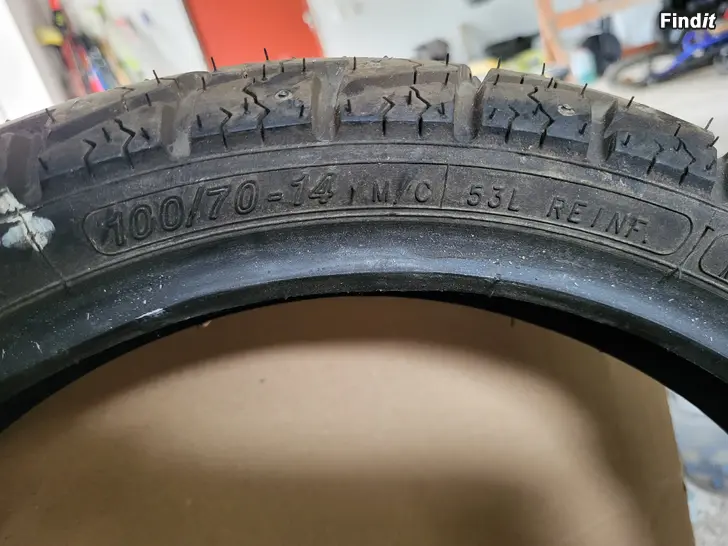 Findit
100/70-14 M/C 53L REINF.